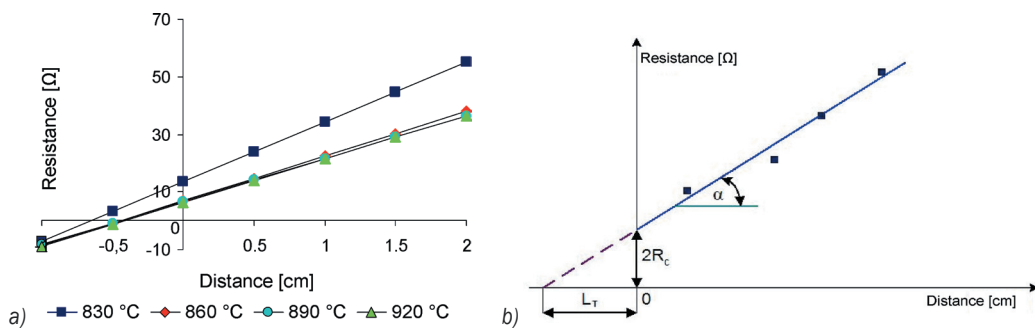 70
50
30
10
-10
Resistance [Ω]
-0,5
0
0.5
1
1.5
2
Distance [cm]
a)
830 °C
860 °C
890 °C
920 °C
Resistance [Ω]
α
2Rc
LT
0
Distance [cm]
b)